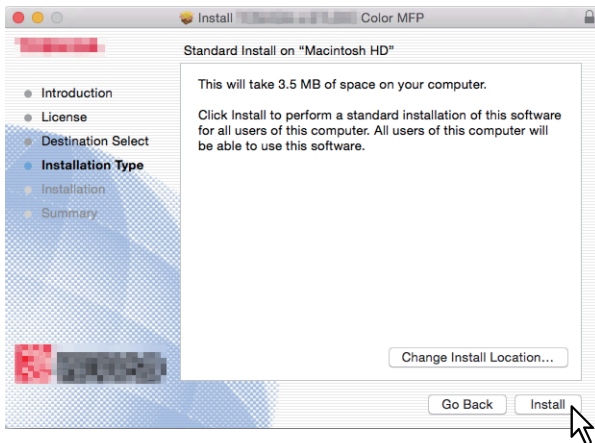 Install Color MFP
Standard Install on “Macintosh HD”
Introduction
License
Destination Select
Installation Type
Installation
Summary
This will take 3.5 MB of space on your computer.
Click Install to perform a standard installation of this software
for all users of this computer. All users of this computer will
be able to use this software.
Change Install Location...
Go Back
Install